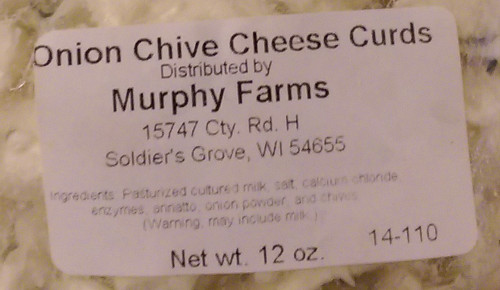 Onion Chive Cheese Curds
Distributed by
Murphy Farms
15747 Cty. Rd. H
Soldier's Grove, WI 54655
Ingredients: Pasturized cultured milk, salt, calcium chloride,
enzymes, annatto, onion powder, and chives.
(Warning, may include milk.)
Net wt. 12 oz.
14-110